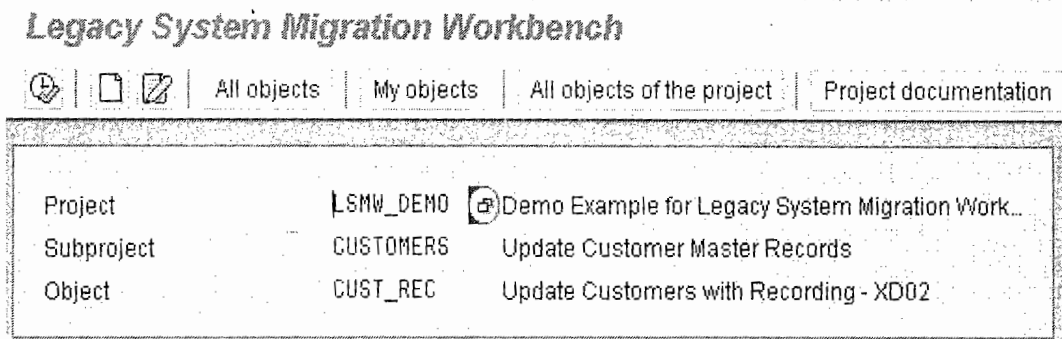 Legacy System Migration Workbench
All objects My objects All objects of the project Project documentation
Project LSMW_DEMO Demo Example for Legacy System Migration Work...
Subproject CUSTOMERS Update Customer Master Records
Object CUST_REC Update Customers with Recording - XD02